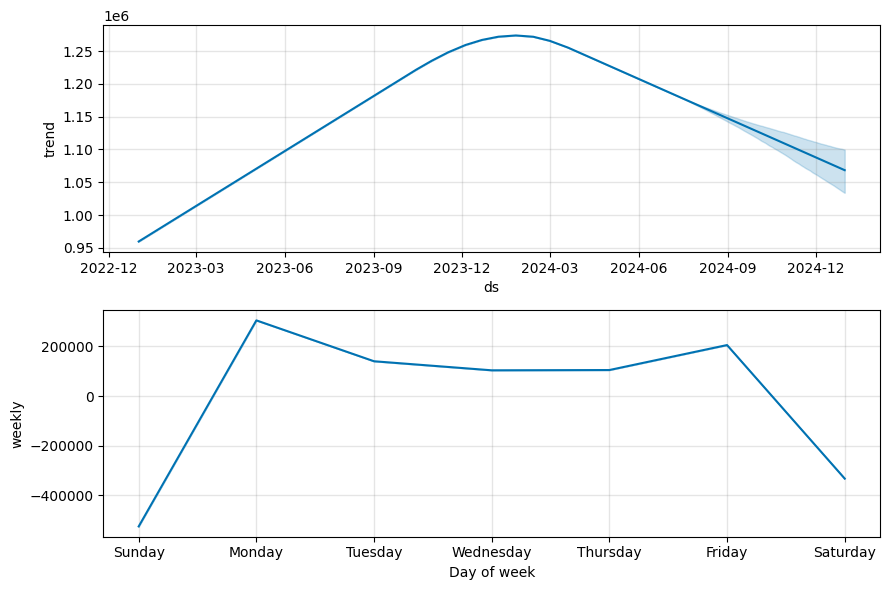 1e6
1.25
1.20
1.15
1.10
1.05
1.00
0.95
trend
2022-12 2023-03 2023-06 2023-09 2023-12 2024-03 2024-06 2024-09 2024-12
ds
200000
0
−200000
−400000
weekly
Sunday Monday Tuesday Wednesday Thursday Friday Saturday
Day of week